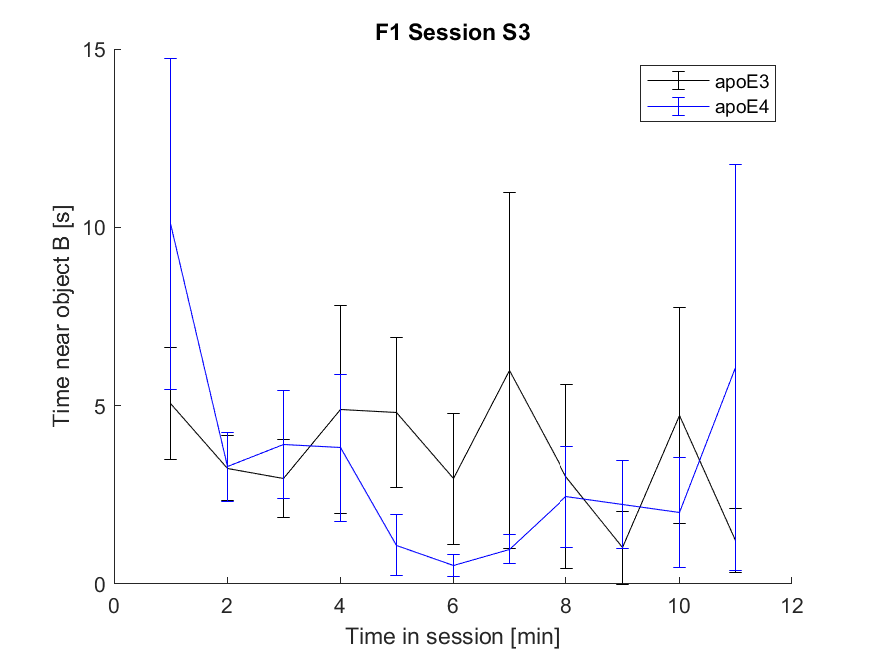 F1 Session S3
apoE3
apoE4
Time near object B [s]
15
10
5
0
0 2 4 6 8 10 12
Time in session [min]